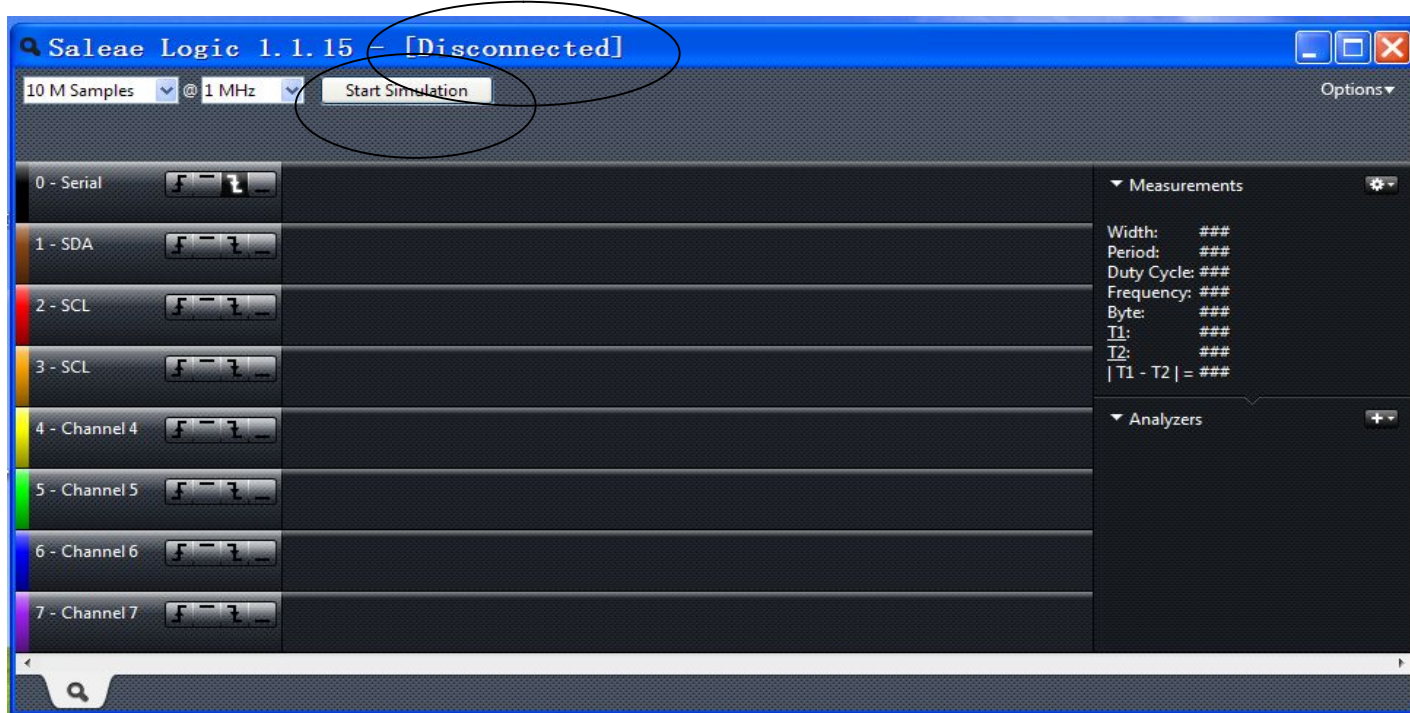 Saleae Logic 1.1.15 - [Disconnected]
10 M Samples @ 1 MHz Start Simulation Options
0 - Serial
1 - SDA
2 - SCL
3 - SCL
4 - Channel 4
5 - Channel 5
6 - Channel 6
7 - Channel 7
Measurements
Width: ###
Period: ###
Duty Cycle: ###
Frequency: ###
Byte: ###
T1: ###
T2: ###
| T1 - T2 | = ###
Analyzers